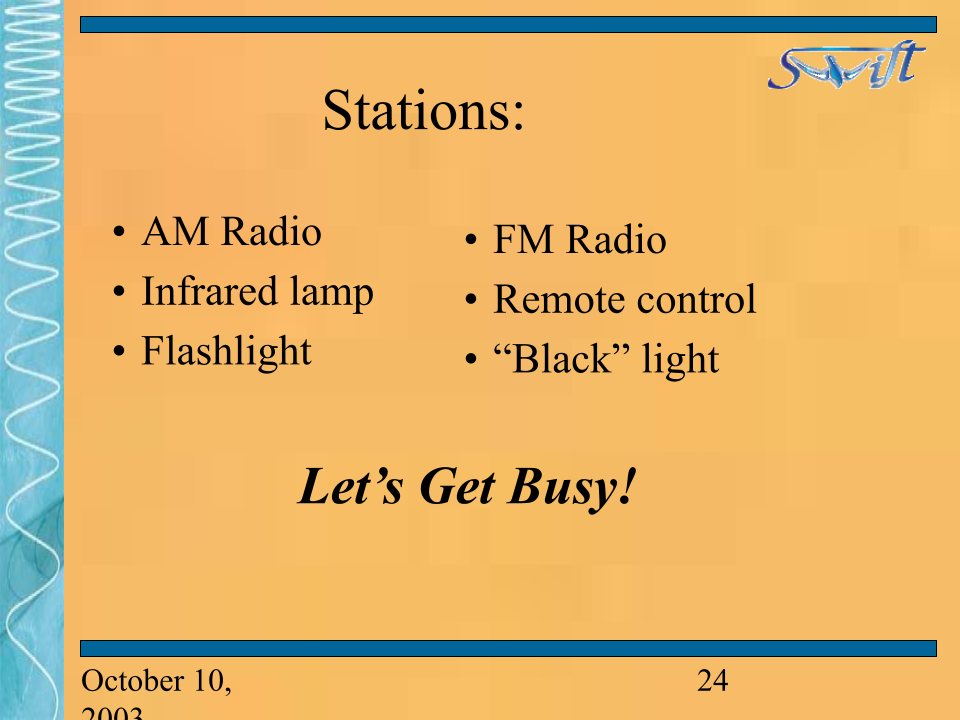 Swift
Stations:
• AM Radio
• Infrared lamp
• Flashlight
• FM Radio
• Remote control
• “Black” light
Let’s Get Busy!
October 10,
2003
24